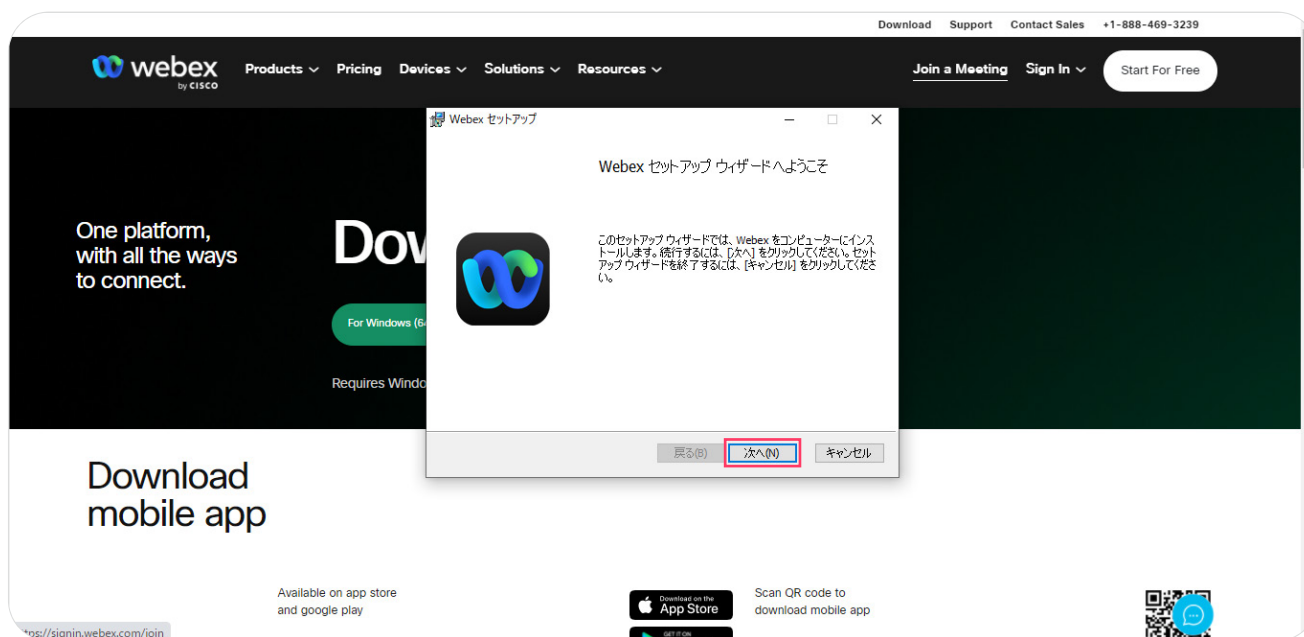 Download Support Contact Sales +1-888-469-3239
webex
by CISCO
Products Pricing Devices Solutions Resources
Join a Meeting Sign In Start For Free
Webex セットアップ
Webex セットアップ ウィザードへようこそ
このセットアップ ウィザードでは、Webex をコンピューターにインス
トールします。続行するには、[次へ] をクリックしてください。セット
アップ ウィザードを終了するには、[キャンセル] をクリックしてくださ
い。
戻る(B) 次へ(N) キャンセル
One platform,
with all the ways
to connect.
Dow
For Windows (6
Requires Windo
Download
mobile app
Available on app store
and google play
Download on the
App Store
GET IT ON
Scan QR code to
download mobile app
tps://signin.webex.com/join